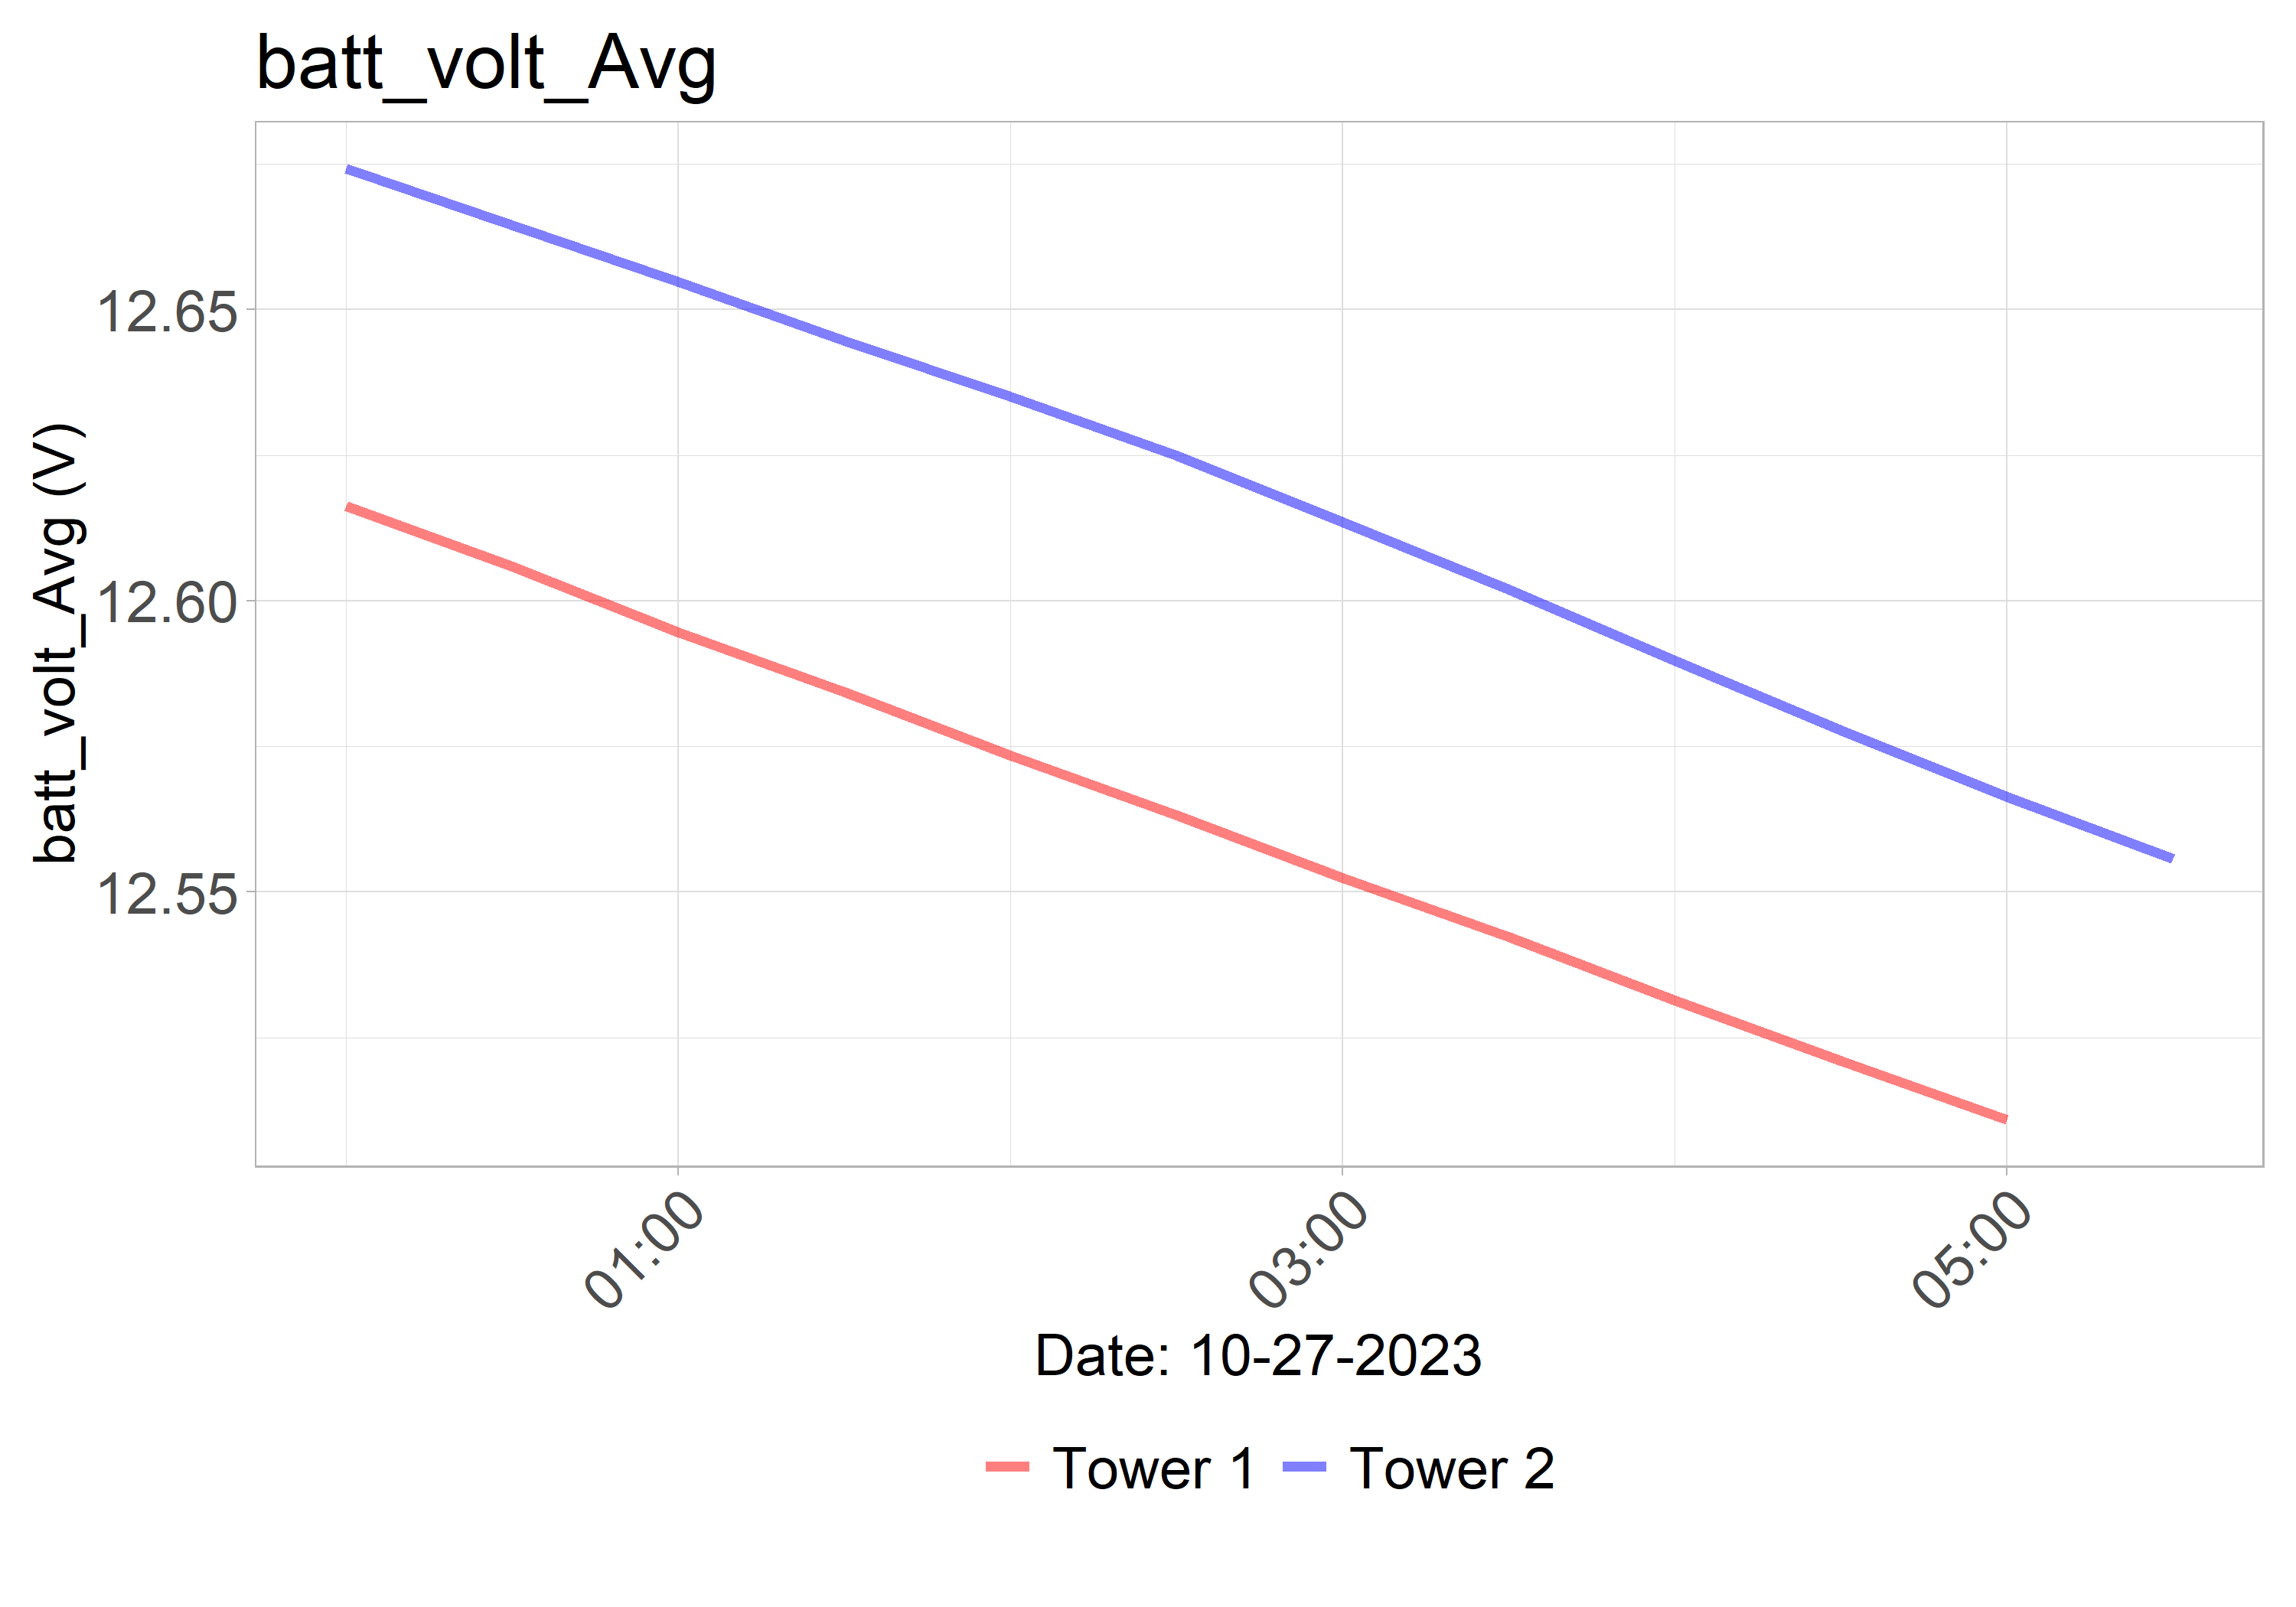 batt_volt_Avg
batt_volt_Avg (V)
12.65
12.60
12.55
01:00
03:00
05:00
Date: 10-27-2023
Tower 1
Tower 2